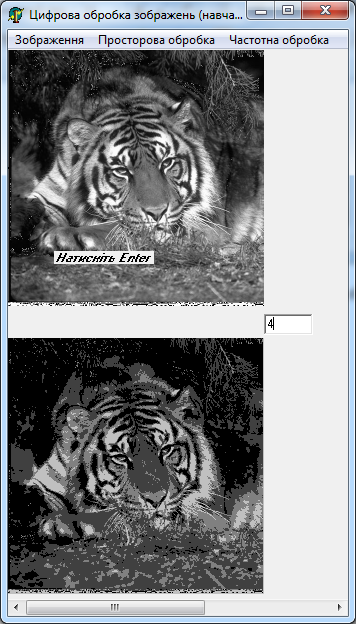 Цифрова обробка зображень (навча...
Зображення Просторова обробка Частотна обробка
Натисніть Enter
4